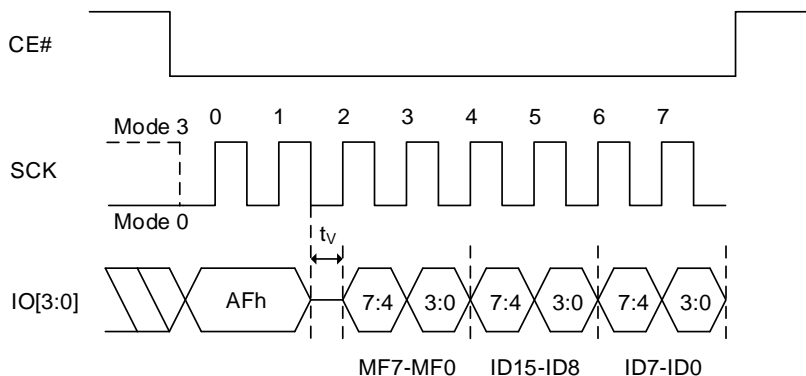 CE#
0 1 2 3 4 5 6 7
Mode 3
SCK
Mode 0
tV
IO[3:0] AFh 7:4 3:0 7:4 3:0 7:4 3:0
MF7-MF0 ID15-ID8 ID7-ID0